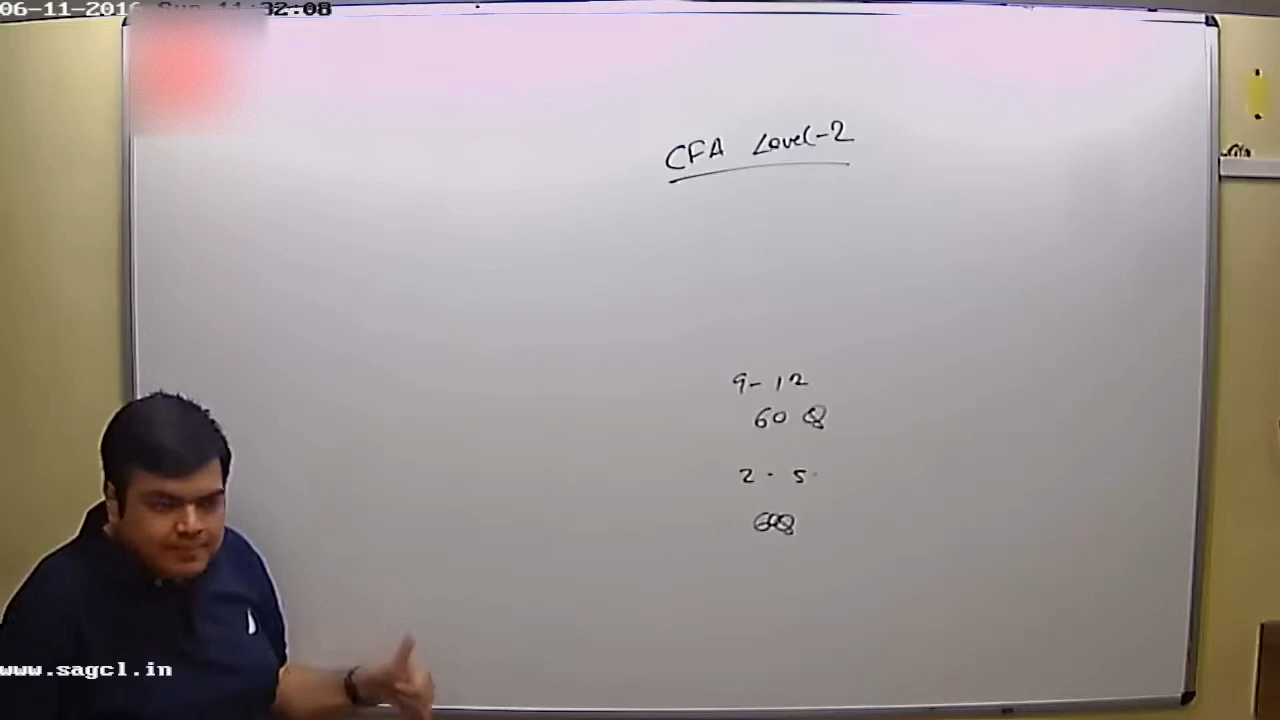 06-11-2016 Sun 11:32:08
CFA Level-2
9-12
60 Q
2 - 5
60Q
www.sagcl.in